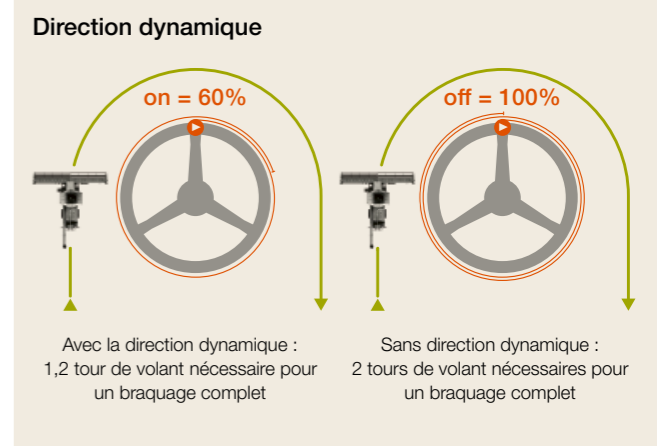 Direction dynamique
on = 60%
off = 100%
Avec la direction dynamique :
1,2 tour de volant nécessaire pour
un braquage complet
Sans direction dynamique :
2 tours de volant nécessaires pour
un braquage complet